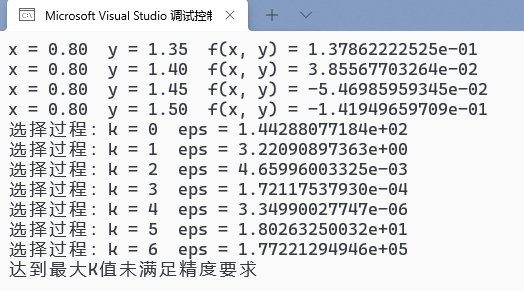 Microsoft Visual Studio 调试控制
x = 0.80  y = 1.35  f(x, y) = 1.37862222525e-01
x = 0.80  y = 1.40  f(x, y) = 3.85567703264e-02
x = 0.80  y = 1.45  f(x, y) = -5.46985959345e-02
x = 0.80  y = 1.50  f(x, y) = -1.41949659709e-01
选择过程: k = 0  eps = 1.44288077184e+02
选择过程: k = 1  eps = 3.22090897363e+00
选择过程: k = 2  eps = 4.65996003325e-03
选择过程: k = 3  eps = 1.72117537930e-04
选择过程: k = 4  eps = 3.34990027747e-06
选择过程: k = 5  eps = 1.80263250032e+01
选择过程: k = 6  eps = 1.77221294946e+05
达到最大K值未满足精度要求